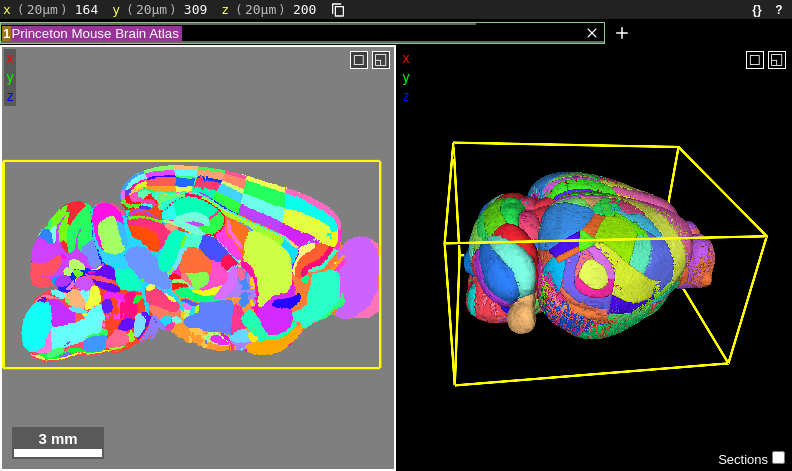 x (20μm) 164 y (20μm) 309 z (20μm) 200 {} ?
1 Princeton Mouse Brain Atlas × +
x
y
z
3 mm
x
y
z
Sections